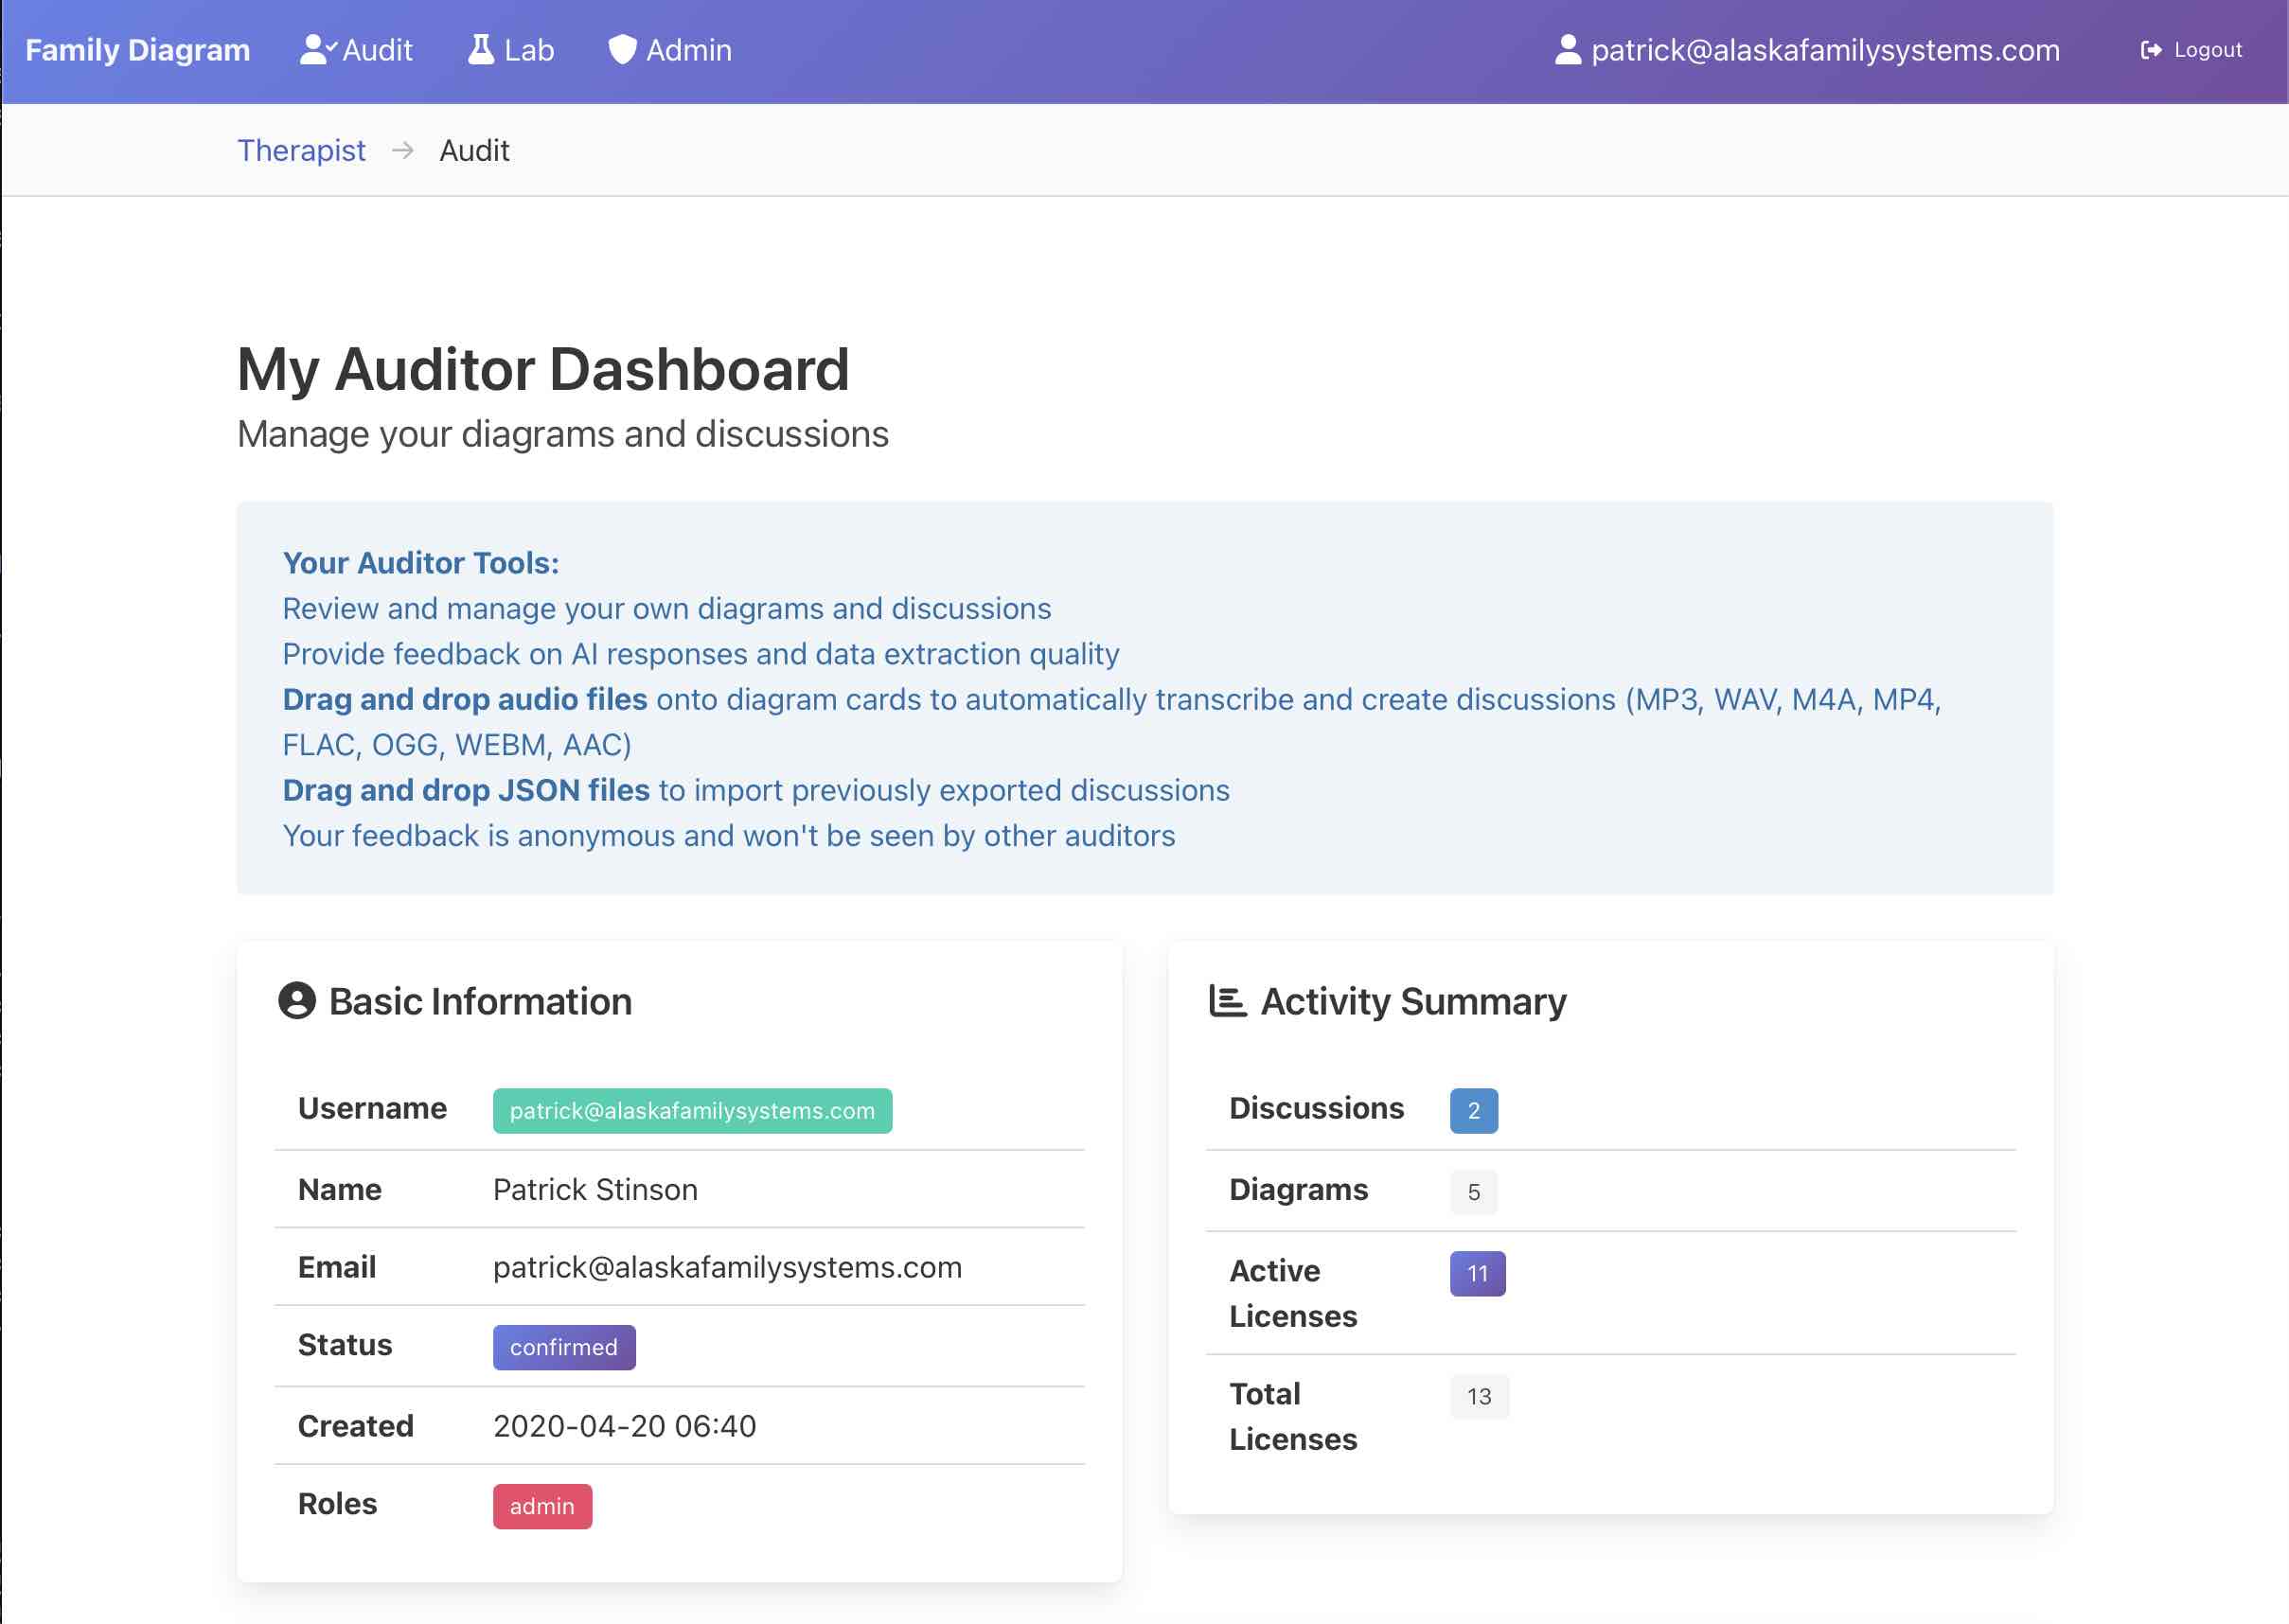 Family Diagram Audit Lab Admin patrick@alaskafamilysystems.com Logout
Therapist → Audit
My Auditor Dashboard
Manage your diagrams and discussions
Your Auditor Tools:
Review and manage your own diagrams and discussions
Provide feedback on AI responses and data extraction quality
Drag and drop audio files onto diagram cards to automatically transcribe and create discussions (MP3, WAV, M4A, MP4,
FLAC, OGG, WEBM, AAC)
Drag and drop JSON files to import previously exported discussions
Your feedback is anonymous and won't be seen by other auditors
Basic Information
Username patrick@alaskafamilysystems.com
Name Patrick Stinson
Email patrick@alaskafamilysystems.com
Status confirmed
Created 2020-04-20 06:40
Roles admin
Activity Summary
Discussions 2
Diagrams 5
Active 11
Licenses
Total 13
Licenses